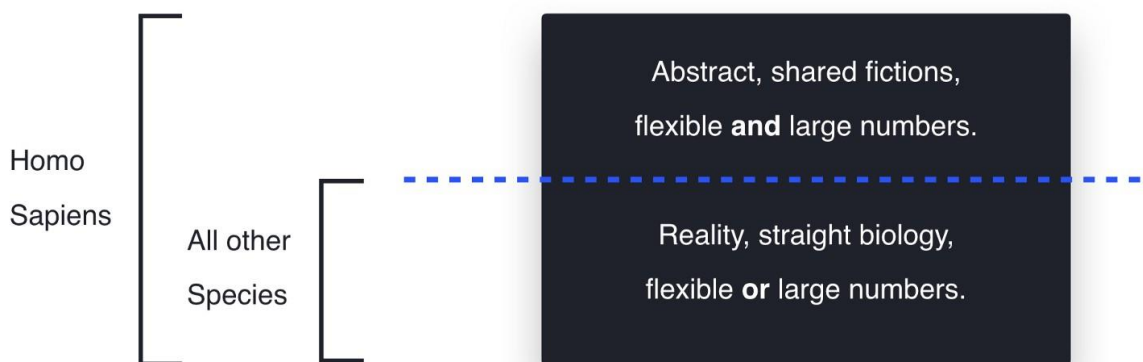 Homo
Sapiens
All other
Species
Abstract, shared fictions,
flexible and large numbers.
Reality, straight biology,
flexible or large numbers.